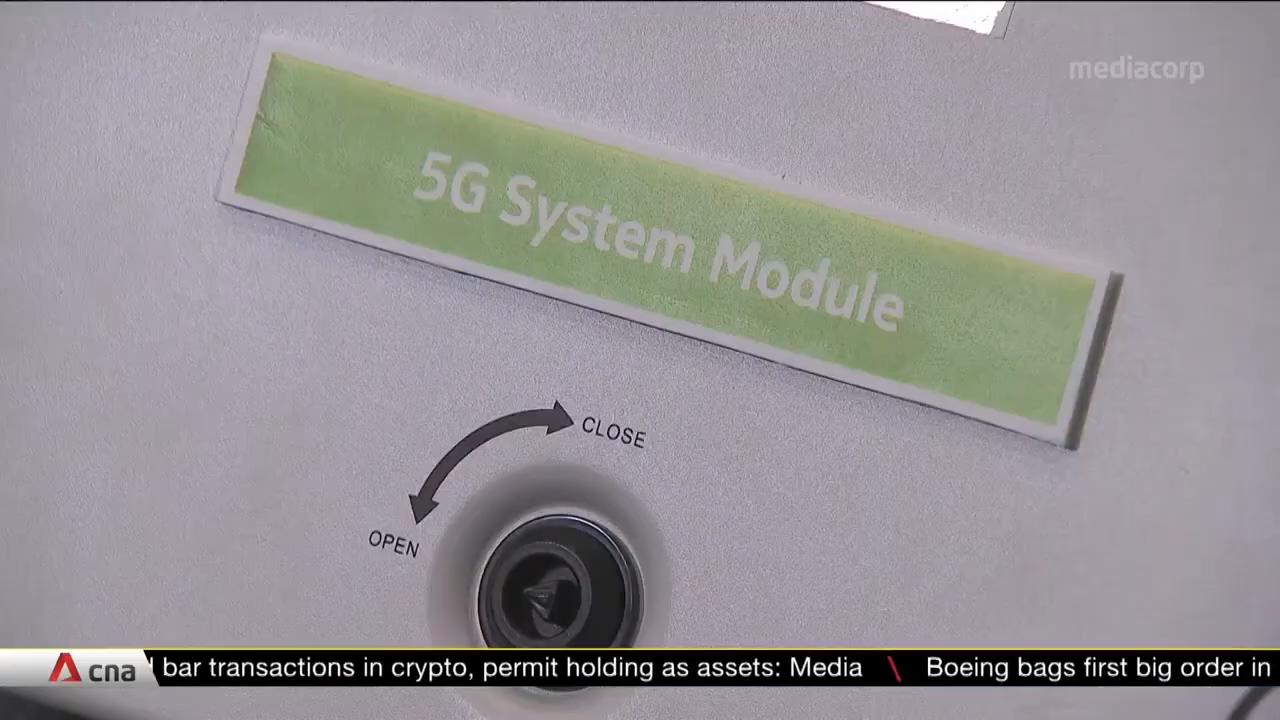 mediacorp
5G System Module
CLOSE
OPEN
cna
bar transactions in crypto, permit holding as assets: Media \ Boeing bags first big order in